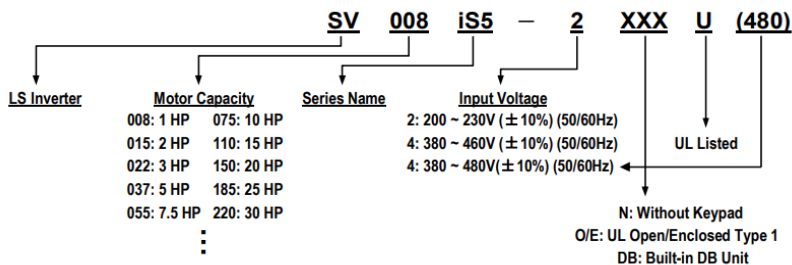 SV 008 iS5 – 2 XXX U (480)
LS Inverter Motor Capacity Series Name Input Voltage
008: 1 HP 075: 10 HP 2: 200 ~ 230V (±10%) (50/60Hz)
015: 2 HP 110: 15 HP 4: 380 ~ 460V (±10%) (50/60Hz) UL Listed
022: 3 HP 150: 20 HP 4: 380 ~ 480V(±10%) (50/60Hz)
037: 5 HP 185: 25 HP
055: 7.5 HP 220: 30 HP
N: Without Keypad
O/E: UL Open/Enclosed Type 1
DB: Built-in DB Unit